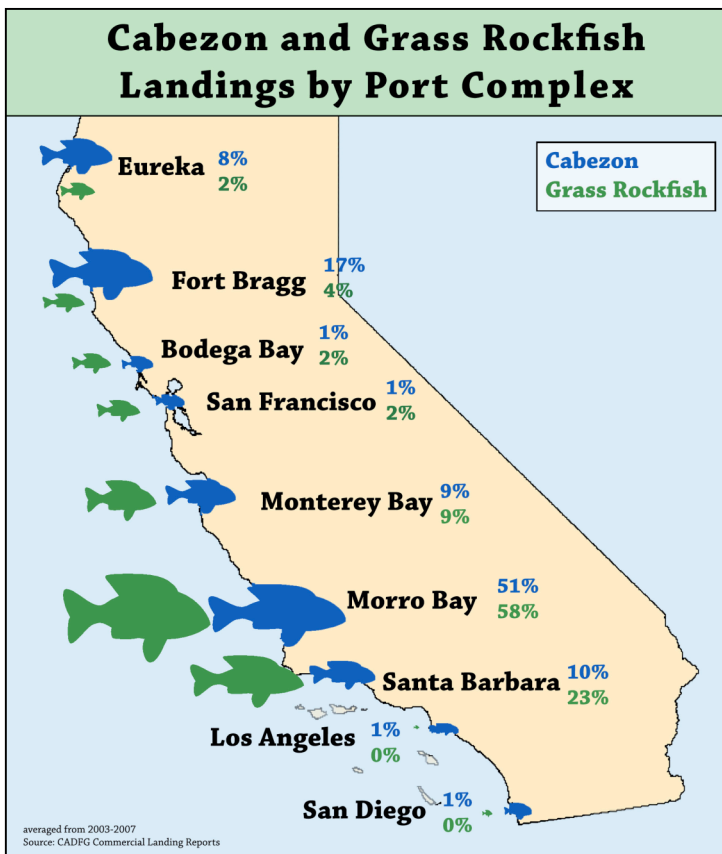 Cabezon and Grass Rockfish
Landings by Port Complex
Cabezon
Grass Rockfish
Eureka 8%
2%
Fort Bragg 17%
4%
Bodega Bay 1%
2%
San Francisco 1%
2%
Monterey Bay 9%
9%
Morro Bay 51%
58%
Santa Barbara 10%
23%
Los Angeles 1%
0%
San Diego 1%
0%
averaged from 2003-2007
Source: CADFG Commercial Landing Reports